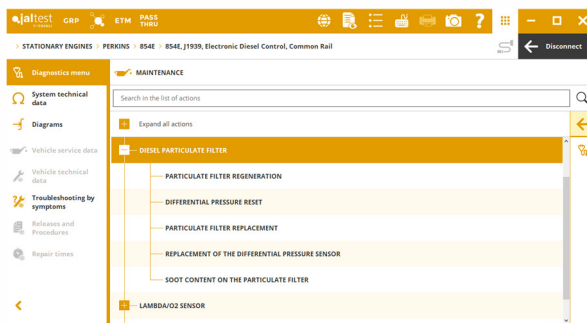 jaltest GRP ETM PASS THRU
> STATIONARY ENGINES > PERKINS > 854E > 854E, J1939, Electronic Diesel Control, Common Rail
Disconnect
Diagnostics menu
System technical data
Diagrams
Vehicle service data
Vehicle technical data
Troubleshooting by symptoms
Releases and Procedures
Repair times
MAINTENANCE
Search in the list of actions
Expand all actions
DIESEL PARTICULATE FILTER
PARTICULATE FILTER REGENERATION
DIFFERENTIAL PRESSURE RESET
PARTICULATE FILTER REPLACEMENT
REPLACEMENT OF THE DIFFERENTIAL PRESSURE SENSOR
SOOT CONTENT ON THE PARTICULATE FILTER
LAMBDA/O2 SENSOR